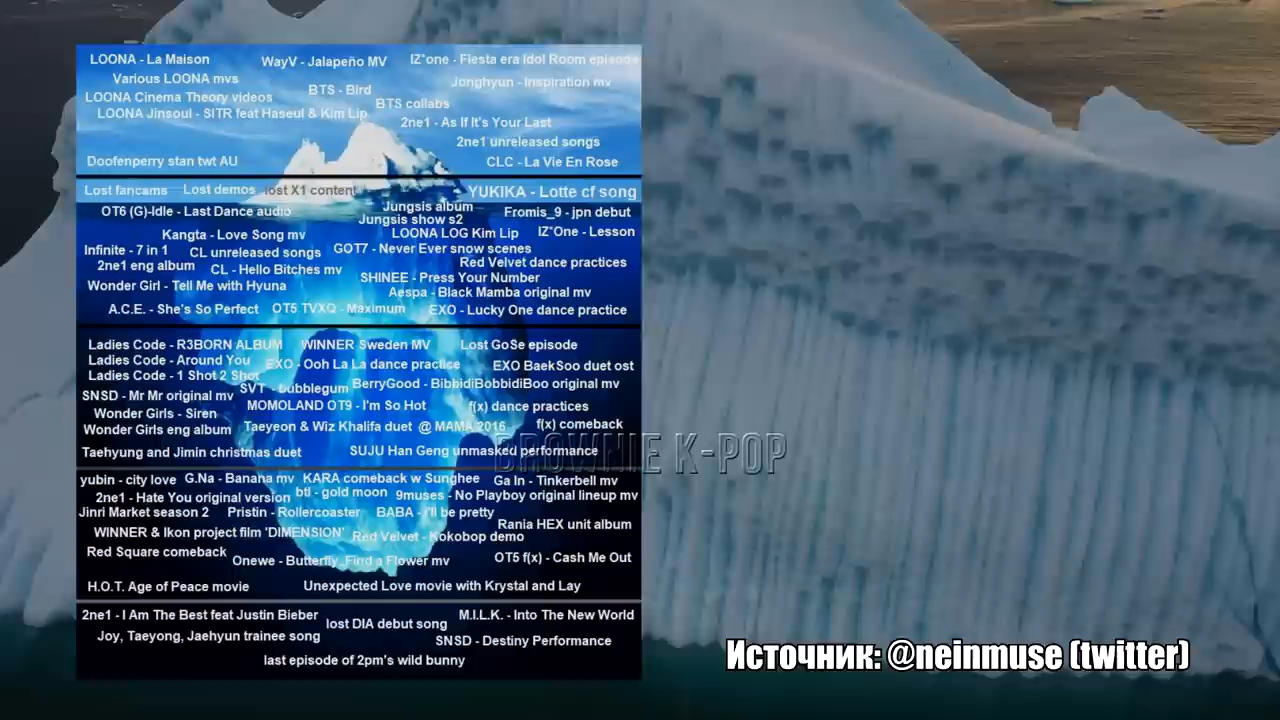 LOONA - La Maison
WayV - Jalapeño MV
IZ*one - Fiesta era Idol Room episode
Various LOONA mvs
Jonghyun - Inspiration mv
BTS - Bird
LOONA Cinema Theory videos
BTS collabs
LOONA Jinsoul - SITR feat Haseul & Kim Lip
2ne1 - As If It's Your Last
2ne1 unreleased songs
Doofenperry stan twt AU
CLC - La Vie En Rose
Lost fancams
Lost demos
lost X1 content
YUKIKA - Lotte cf song
OT6 (G)-Idle - Last Dance audio
Jungsis album
Fromis_9 - jpn debut
Jungsis show s2
Kangta - Love Song mv
LOONA LOG Kim Lip
IZ*One - Lesson
Infinite - 7 in 1
CL unreleased songs
GOT7 - Never Ever snow scenes
2ne1 eng album
CL - Hello Bitches mv
Red Velvet dance practices
SHINEE - Press Your Number
Wonder Girl - Tell Me with Hyuna
Aespa - Black Mamba original mv
A.C.E. - She's So Perfect
OT5 TVXQ - Maximum
EXO - Lucky One dance practice
Ladies Code - R3BORN ALBUM
WINNER Sweden MV
Lost GoSe episode
Ladies Code - Around You
EXO - Ooh La La dance practice
EXO BaekSoo duet ost
Ladies Code - 1 Shot 2 Shot
SVT - bubblegum
BerryGood - BibbidiBobbidiBoo original mv
SNSD - Mr Mr original mv
MOMOLAND OT9 - I'm So Hot
f(x) dance practices
Wonder Girls - Siren
Wonder Girls eng album
Taeyeon & Wiz Khalifa duet @ MAMA 2016
f(x) comeback
Taehyung and Jimin christmas duet
SUJU Han Geng unmasked performance
BROWNIE K-POP
yubin - city love
G.Na - Banana mv
KARA comeback w Sunghee
Ga In - Tinkerbell mv
2ne1 - Hate You original version
btl - gold moon
9muses - No Playboy original lineup mv
Jinri Market season 2
Pristin - Rollercoaster
BABA - i'll be pretty
Rania HEX unit album
WINNER & Ikon project film 'DIMENSION'
Red Velvet - Kokobop demo
Red Square comeback
Onewe - Butterfly_Find a Flower mv
OT5 f(x) - Cash Me Out
H.O.T. Age of Peace movie
Unexpected Love movie with Krystal and Lay
2ne1 - I Am The Best feat Justin Bieber
lost DIA debut song
M.I.L.K. - Into The New World
Joy, Taeyong, Jaehyun trainee song
SNSD - Destiny Performance
last episode of 2pm's wild bunny
Источник: @neinmuse (twitter)